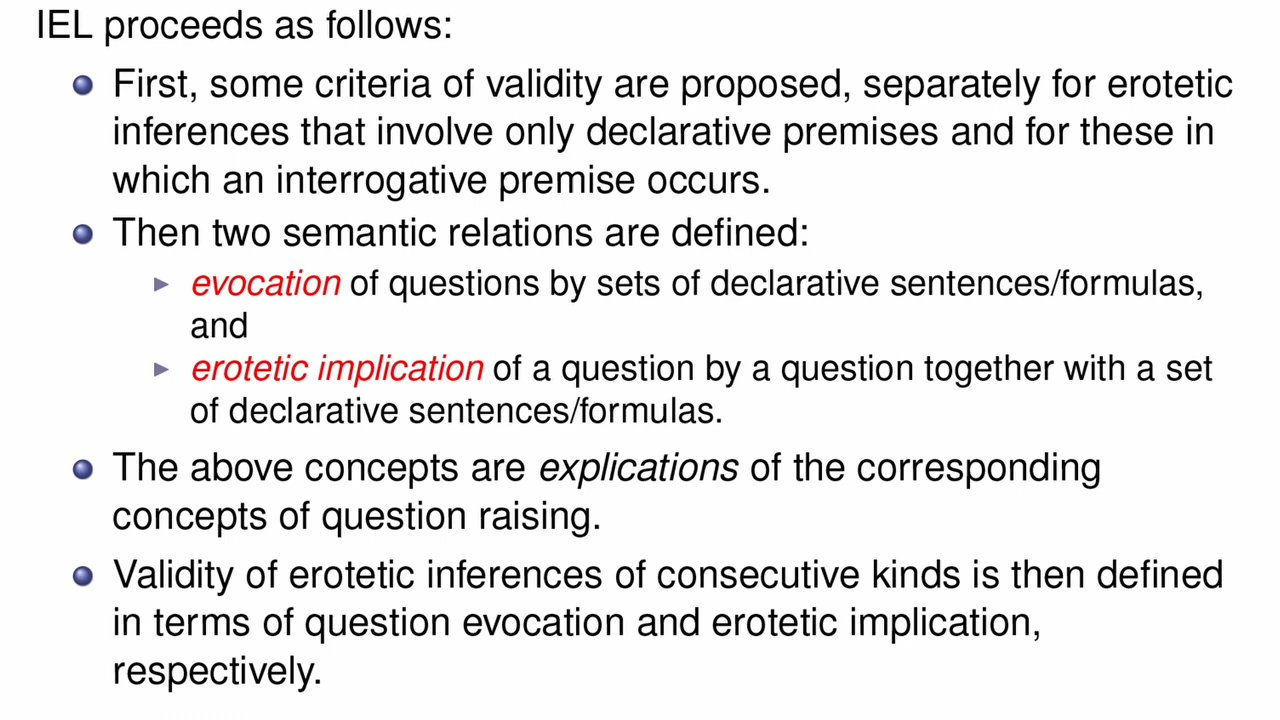 IEL proceeds as follows:
First, some criteria of validity are proposed, separately for erotetic
inferences that involve only declarative premises and for these in
which an interrogative premise occurs.
Then two semantic relations are defined:
evocation of questions by sets of declarative sentences/formulas,
and
erotetic implication of a question by a question together with a set
of declarative sentences/formulas.
The above concepts are explications of the corresponding
concepts of question raising.
Validity of erotetic inferences of consecutive kinds is then defined
in terms of question evocation and erotetic implication,
respectively.